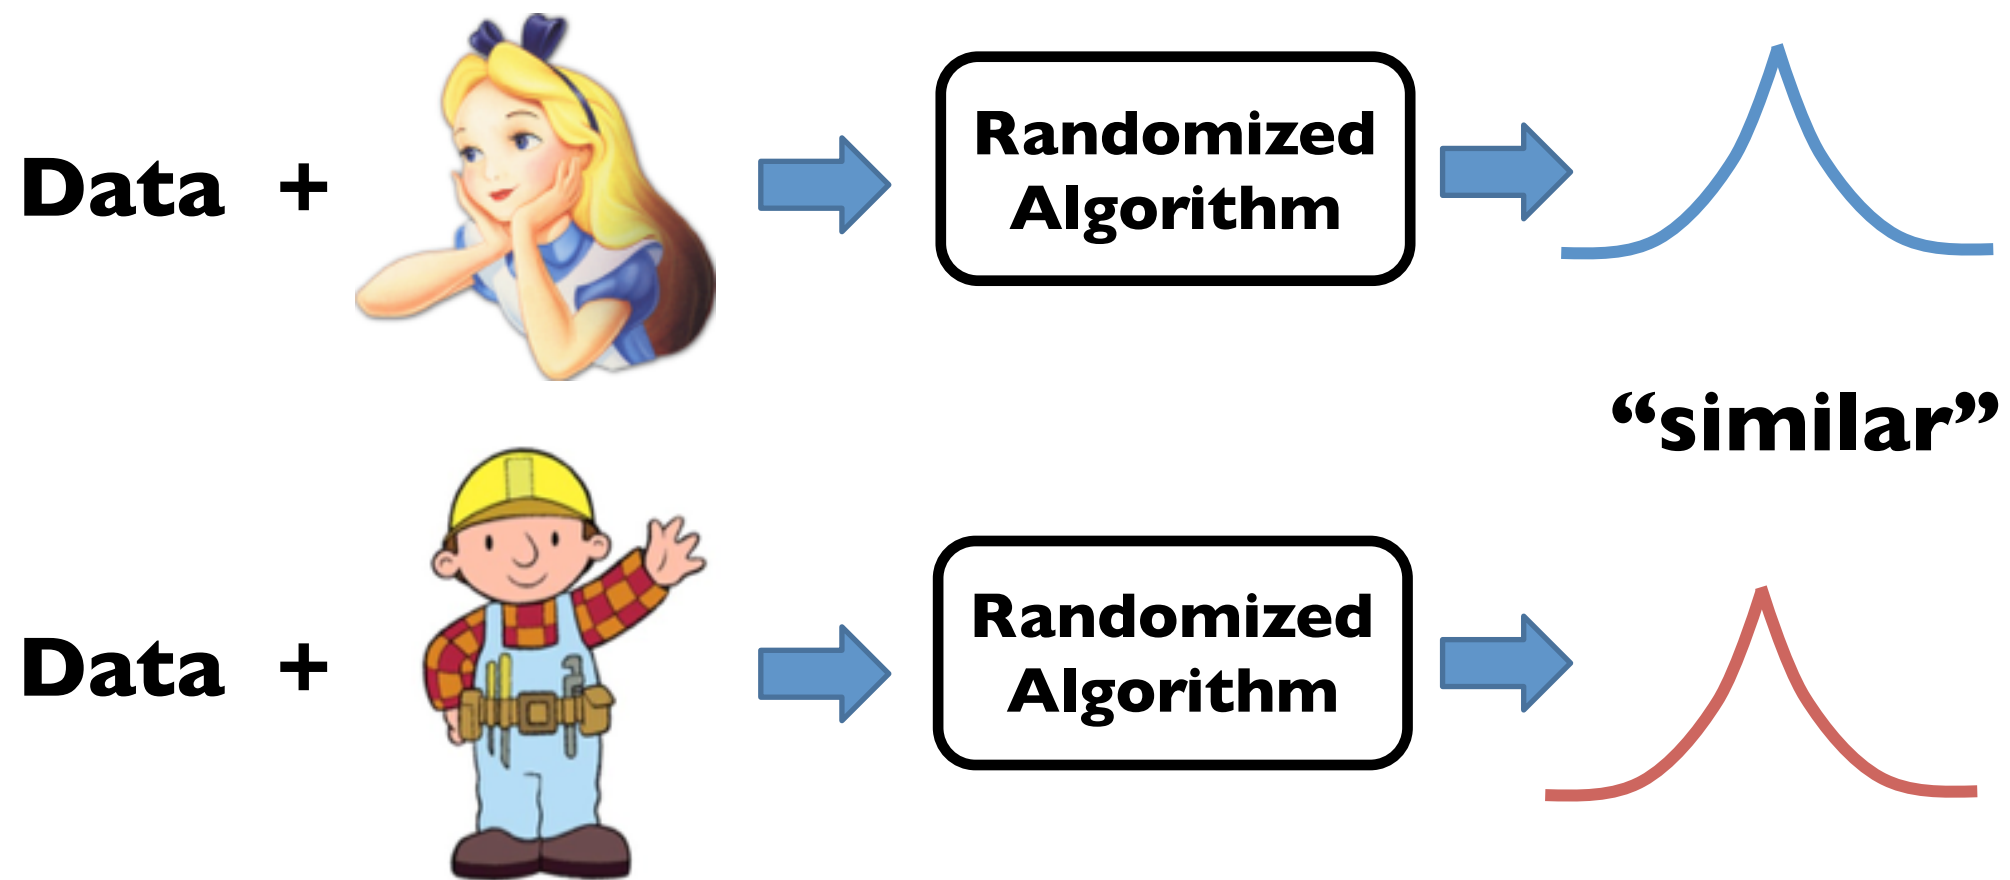 Data +
Randomized
Algorithm
“similar”
Data +
Randomized
Algorithm